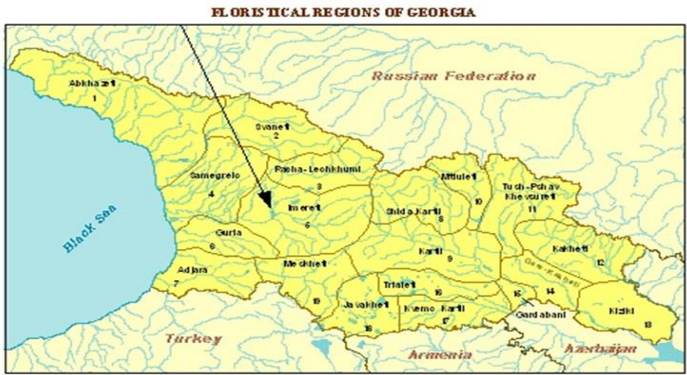 FLORISTICAL REGIONS OF GEORGIA
Abkhazeti
1
Russian Federation
Svaneti
2
Racha-Lechkhumi
3
Samegrelo
4
Mtiuleti
10
Tush-Pshav
Khevsureti
11
Imereti
5
Shida Kartli
8
Black Sea
Guria
6
Kartli
9
Kakheti
12
Adjara
7
Meskheti
19
Trialeti
16
15
14
Javakheti
18
Kvemo Kartli
17
Gardabani
Kiziki
13
Turkey
Armenia
Azerbaijan